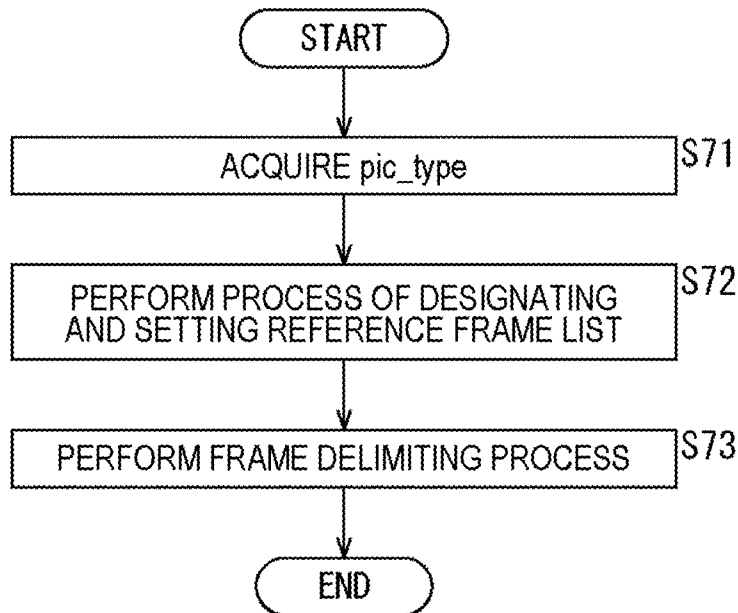 START
ACQUIRE pic_type
S71
PERFORM PROCESS OF DESIGNATING
AND SETTING REFERENCE FRAME LIST
S72
PERFORM FRAME DELIMITING PROCESS
S73
END